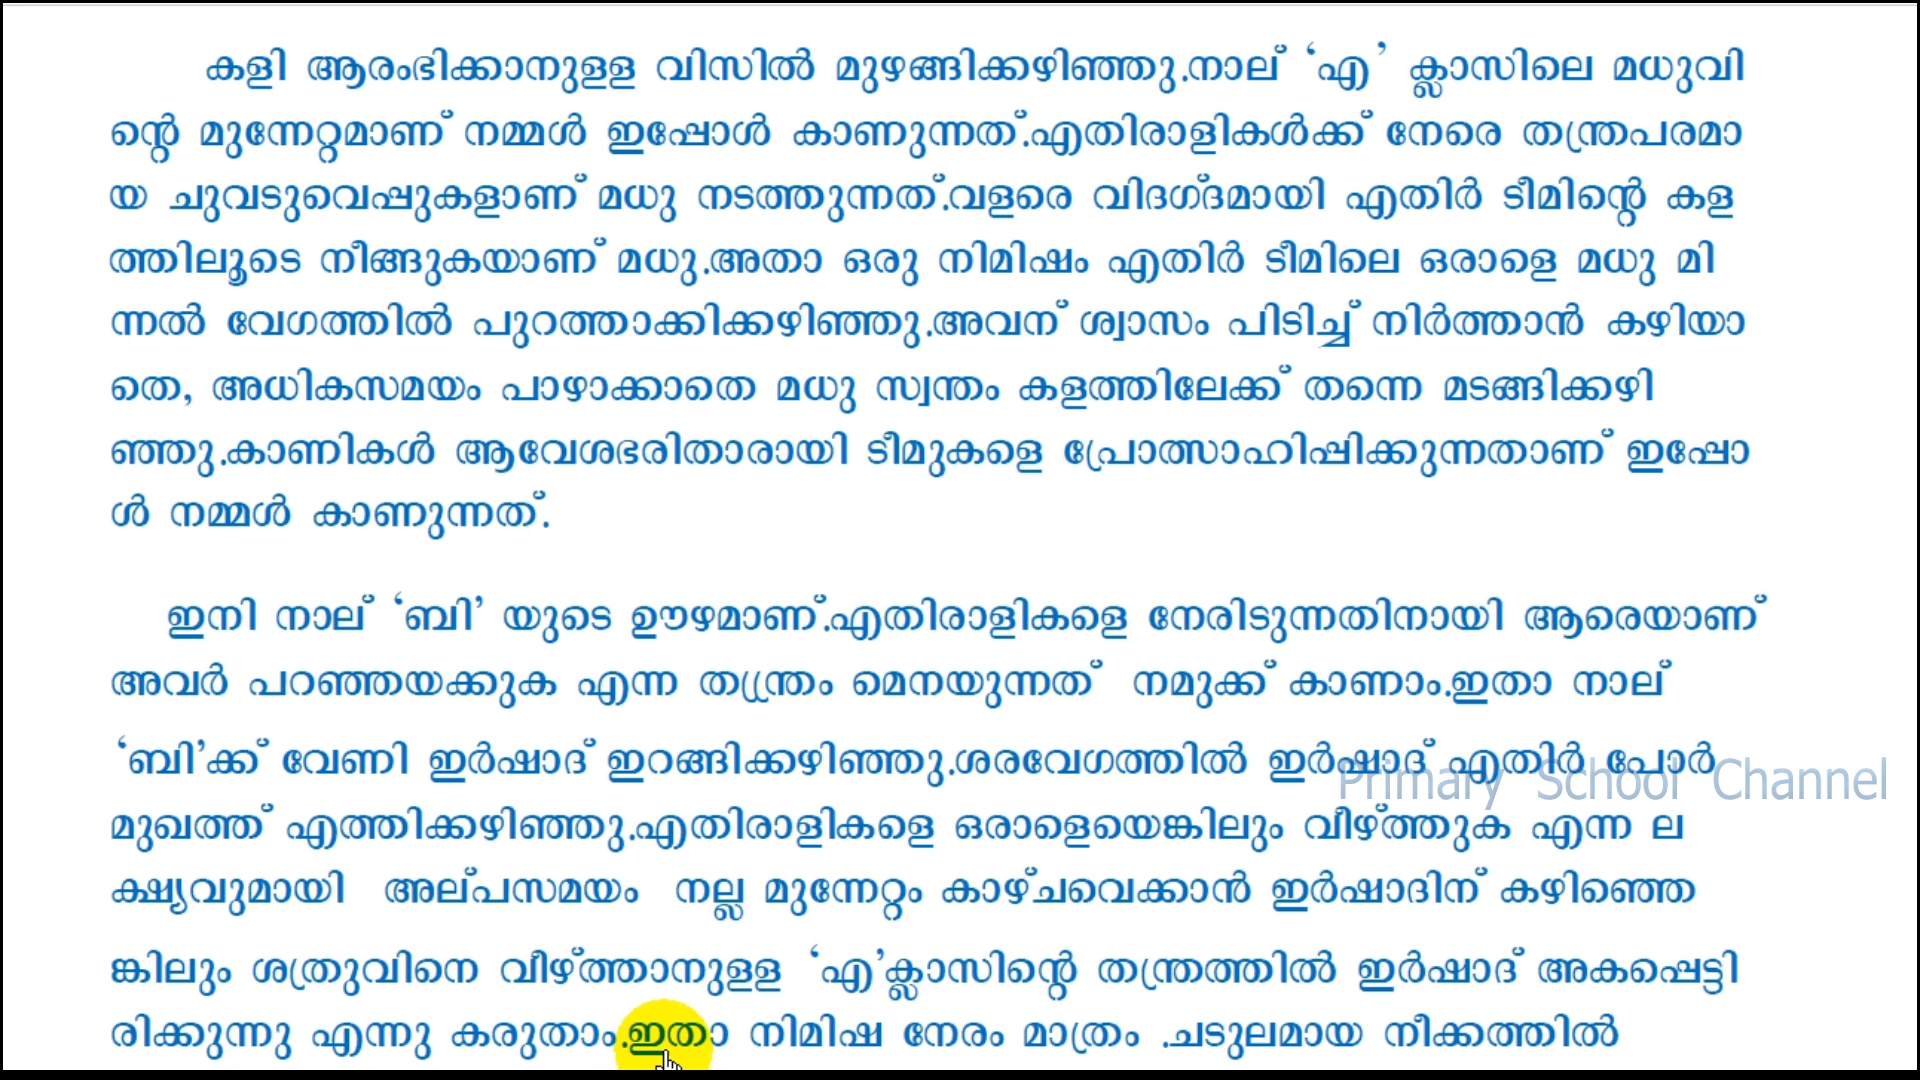 കളി ആരംഭിക്കാനുളള വിസിൽ മുഴങ്ങിക്കഴിഞ്ഞു.നാല് ‘എ’ ക്ലാസിലെ മധുവി
ന്റെ മുന്നേറ്റമാണ് നമ്മൾ ഇപ്പോൾ കാണുന്നത്.എതിരാളികൾക്ക് നേരെ തന്ത്രപരമാ
യ ചുവടുവെപ്പുകളാണ് മധു നടത്തുന്നത്.വളരെ വിദഗ്ദമായി എതിർ ടീമിന്റെ കള
ത്തിലൂടെ നീങ്ങുകയാണ് മധു.അതാ ഒരു നിമിഷം എതിർ ടീമിലെ ഒരാളെ മധു മി
ന്നൽ വേഗത്തിൽ പുറത്താക്കിക്കഴിഞ്ഞു.അവന് ശ്വാസം പിടിച്ച് നിർത്താൻ കഴിയാ
തെ, അധികസമയം പാഴാക്കാതെ മധു സ്വന്തം കളത്തിലേക്ക് തന്നെ മടങ്ങിക്കഴി
ഞ്ഞു.കാണികൾ ആവേശഭരിതാരായി ടീമുകളെ പ്രോത്സാഹിപ്പിക്കുന്നതാണ് ഇപ്പോ
ൾ നമ്മൾ കാണുന്നത്.
ഇനി നാല് ‘ബി’ യുടെ ഊഴമാണ്.എതിരാളികളെ നേരിടുന്നതിനായി ആരെയാണ്
അവർ പറഞ്ഞയക്കുക എന്ന തന്ത്രം മെനയുന്നത് നമുക്ക് കാണാം.ഇതാ നാല്
‘ബി’ക്ക് വേണി ഇർഷാദ് ഇറങ്ങിക്കഴിഞ്ഞു.ശരവേഗത്തിൽ ഇർഷാദ് എതിർ പോർ
Primary School Channel
മുഖത്ത് എത്തിക്കഴിഞ്ഞു.എതിരാളികളെ ഒരാളെയെങ്കിലും വീഴ്ത്തുക എന്ന ല
ക്ഷ്യവുമായി അല്പസമയം നല്ല മുന്നേറ്റം കാഴ്ചവെക്കാൻ ഇർഷാദിന് കഴിഞ്ഞെ
ങ്കിലും ശത്രുവിനെ വീഴ്ത്താനുളള ‘എ’ക്ലാസിന്റെ തന്ത്രത്തിൽ ഇർഷാദ് അകപ്പെട്ടി
രിക്കുന്നു എന്നു കരുതാം.ഇതാ നിമിഷ നേരം മാത്രം .ചടുലമായ നീക്കത്തിൽ